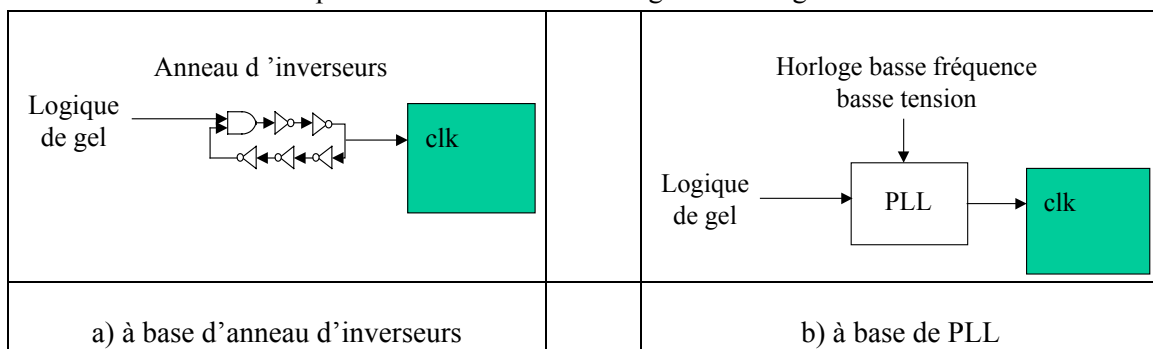 Anneau d ’inverseurs
Logique
de gel
clk
a) à base d’anneau d’inverseurs
Horloge basse fréquence
basse tension
Logique
de gel
PLL
clk
b) à base de PLL